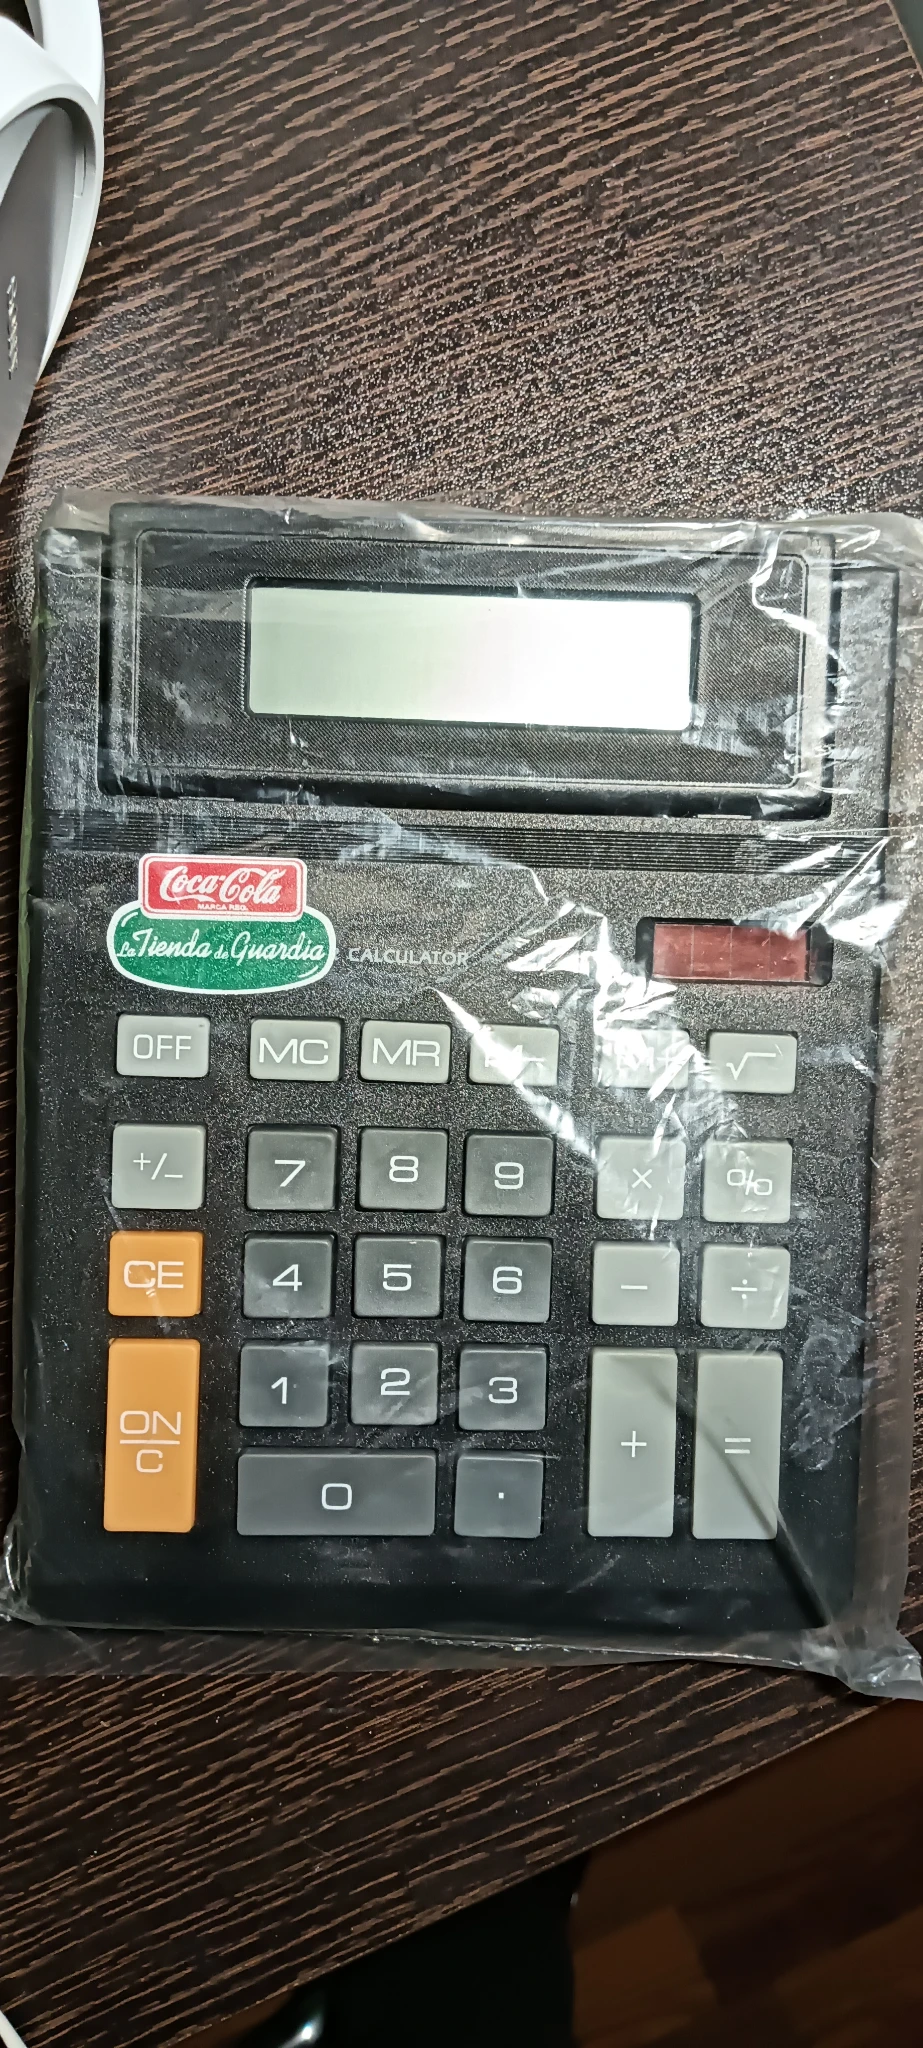 Coca-Cola
MARCA REG.
La Tienda de Guardia
CALCULATOR
OFF MC MR M- M+ √
+/− 7 8 9 × %
CE 4 5 6 − ÷
ON/C 1 2 3 + =
0 .